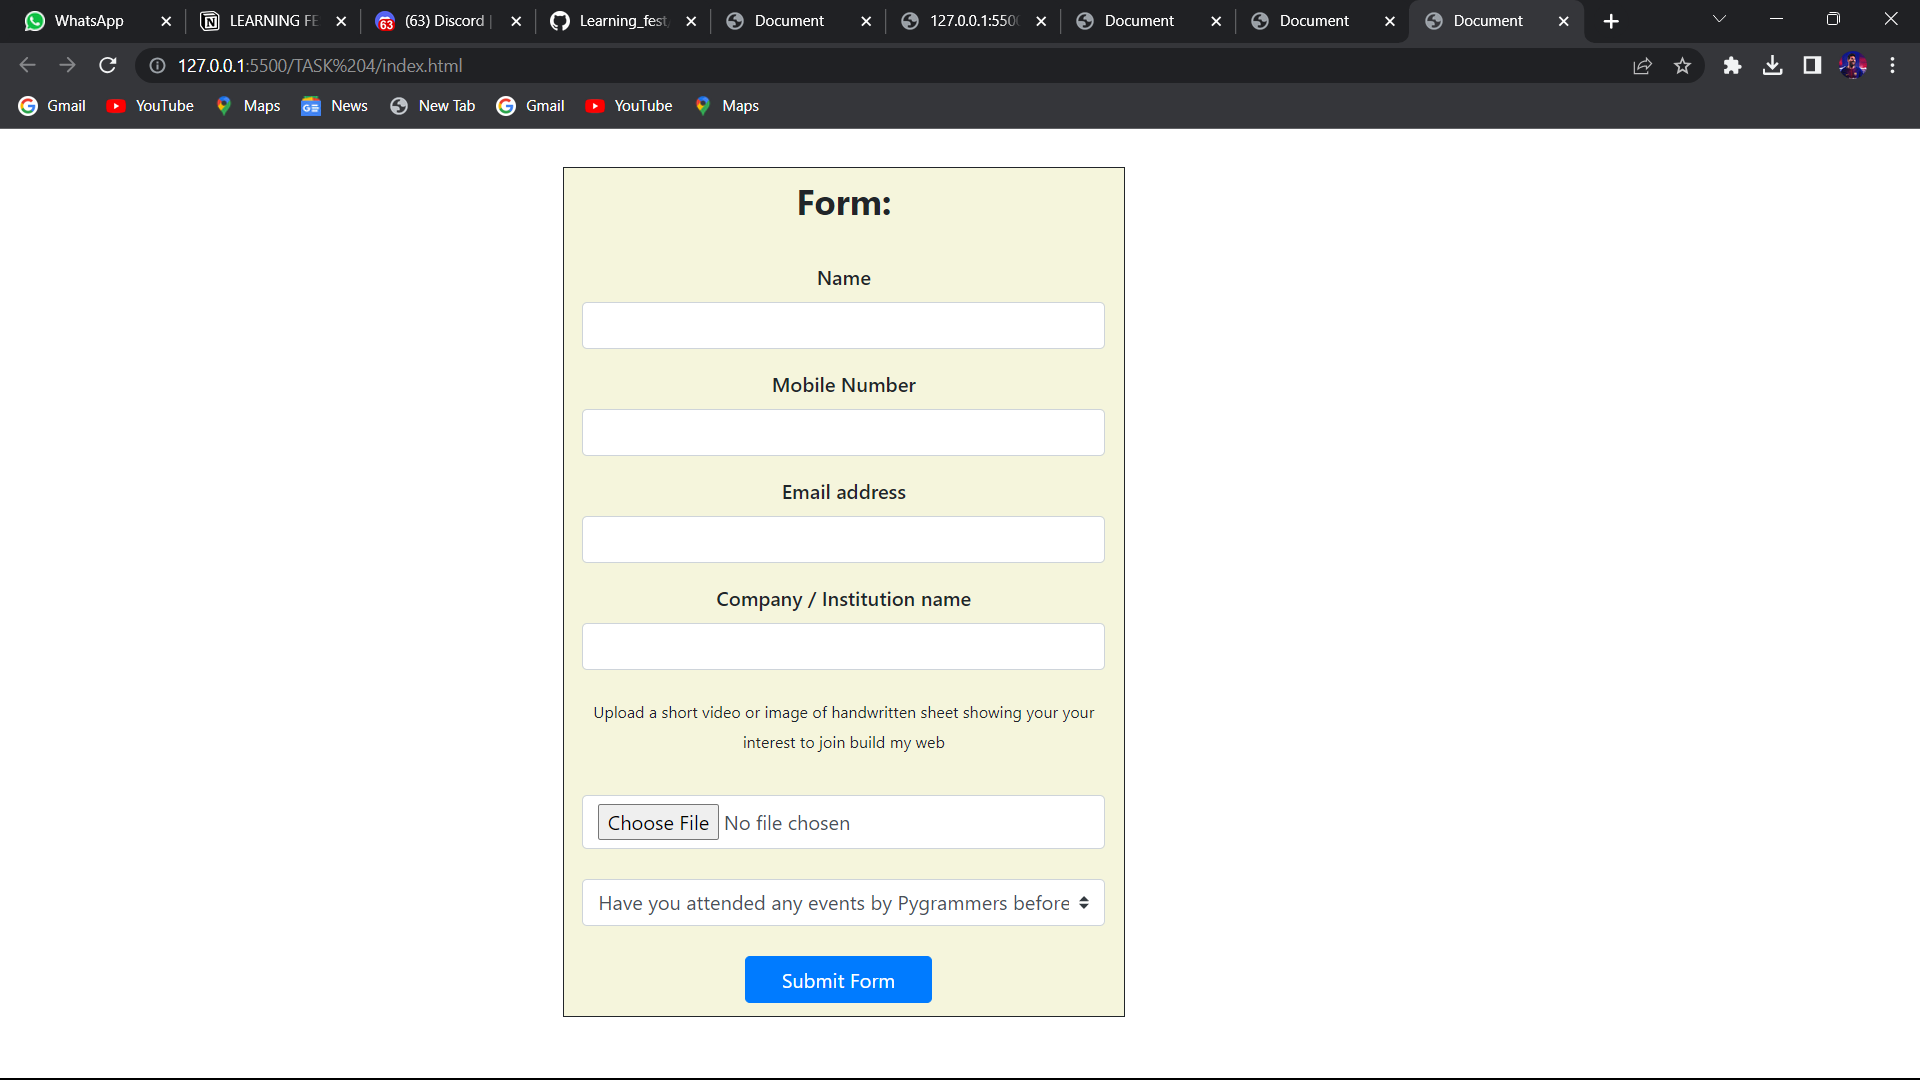 WhatsApp
LEARNING FE
63 (63) Discord |
Learning_fest
Document
127.0.0.1:550
Document
Document
Document
127.0.0.1:5500/TASK%204/index.html
Gmail YouTube Maps News New Tab Gmail YouTube Maps
Form:
Name
Mobile Number
Email address
Company / Institution name
Upload a short video or image of handwritten sheet showing your your
interest to join build my web
Choose File No file chosen
Have you attended any events by Pygrammers before
Submit Form